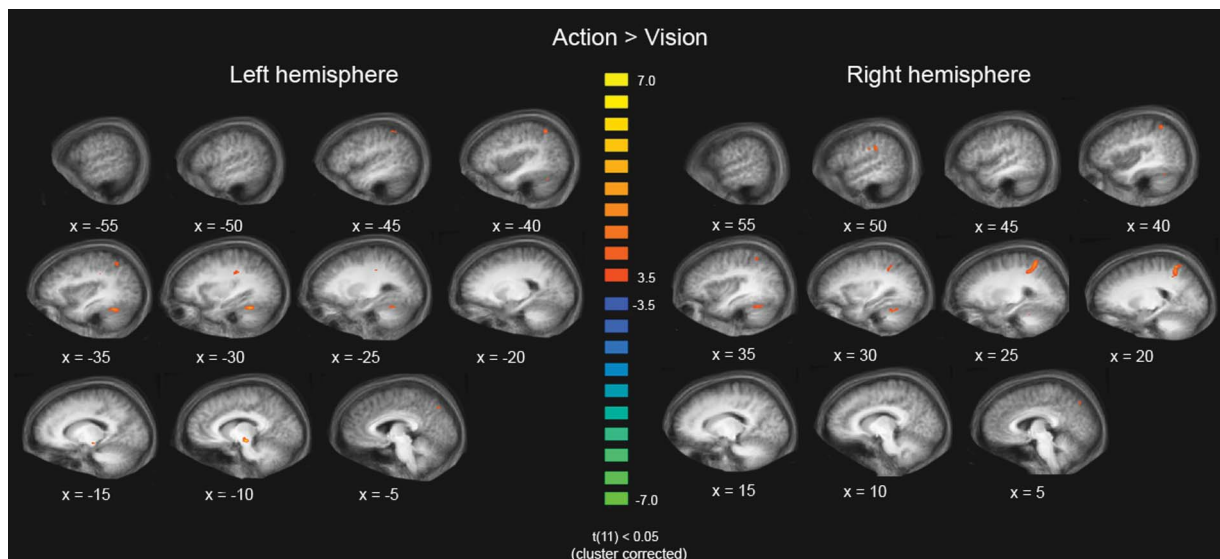 Action > Vision
Left hemisphere
Right hemisphere
7.0
3.5
-3.5
-7.0
x = -55
x = -50
x = -45
x = -40
x = -35
x = -30
x = -25
x = -20
x = -15
x = -10
x = -5
x = 55
x = 50
x = 45
x = 40
x = 35
x = 30
x = 25
x = 20
x = 15
x = 10
x = 5
t(11) < 0.05
(cluster corrected)